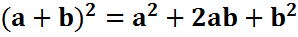 (a + b)² = a² + 2ab + b²